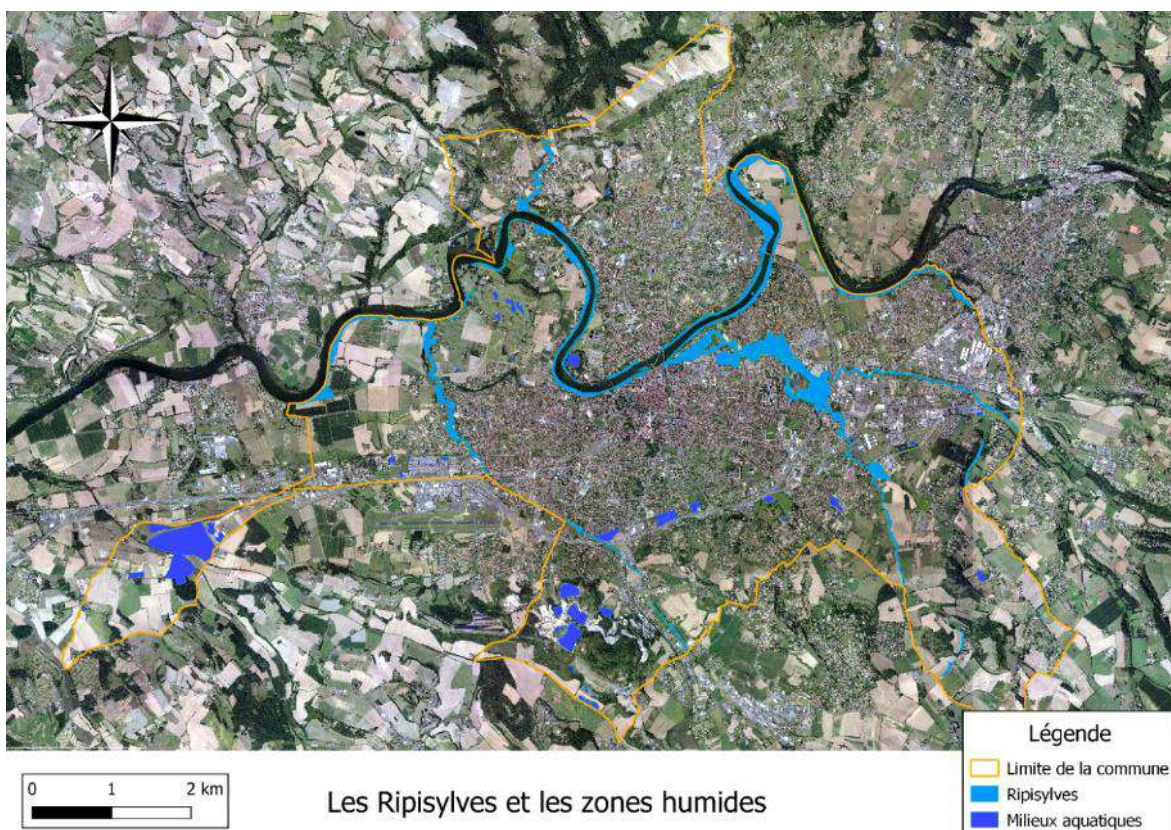 0 1 2 km
Les Ripisylves et les zones humides
Légende
Limite de la commune
Ripisylves
Milieux aquatiques